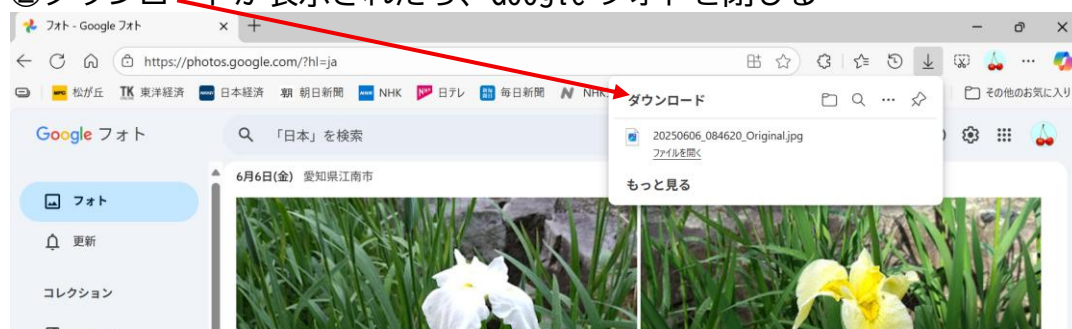 ダウンロードが表示されたら、Google フォトを閉じる
フォト - Google フォト
https://photos.google.com/?hl=ja
松が丘 TK 東洋経済 日本経済 朝 朝日新聞 NHK 日テレ 毎日新聞 N NHK その他のお気に入り
ダウンロード
Google フォト 「日本」を検索
20250606_084620_Original.jpg
ファイルを開く
もっと見る
6月6日(金) 愛知県江南市
フォト
更新
コレクション